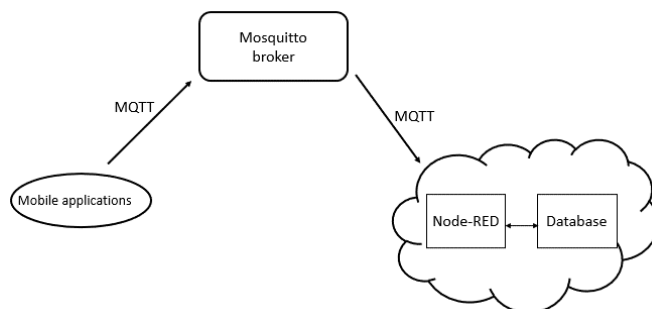 Mosquitto
broker
MQTT
MQTT
Mobile applications
Node-RED
Database